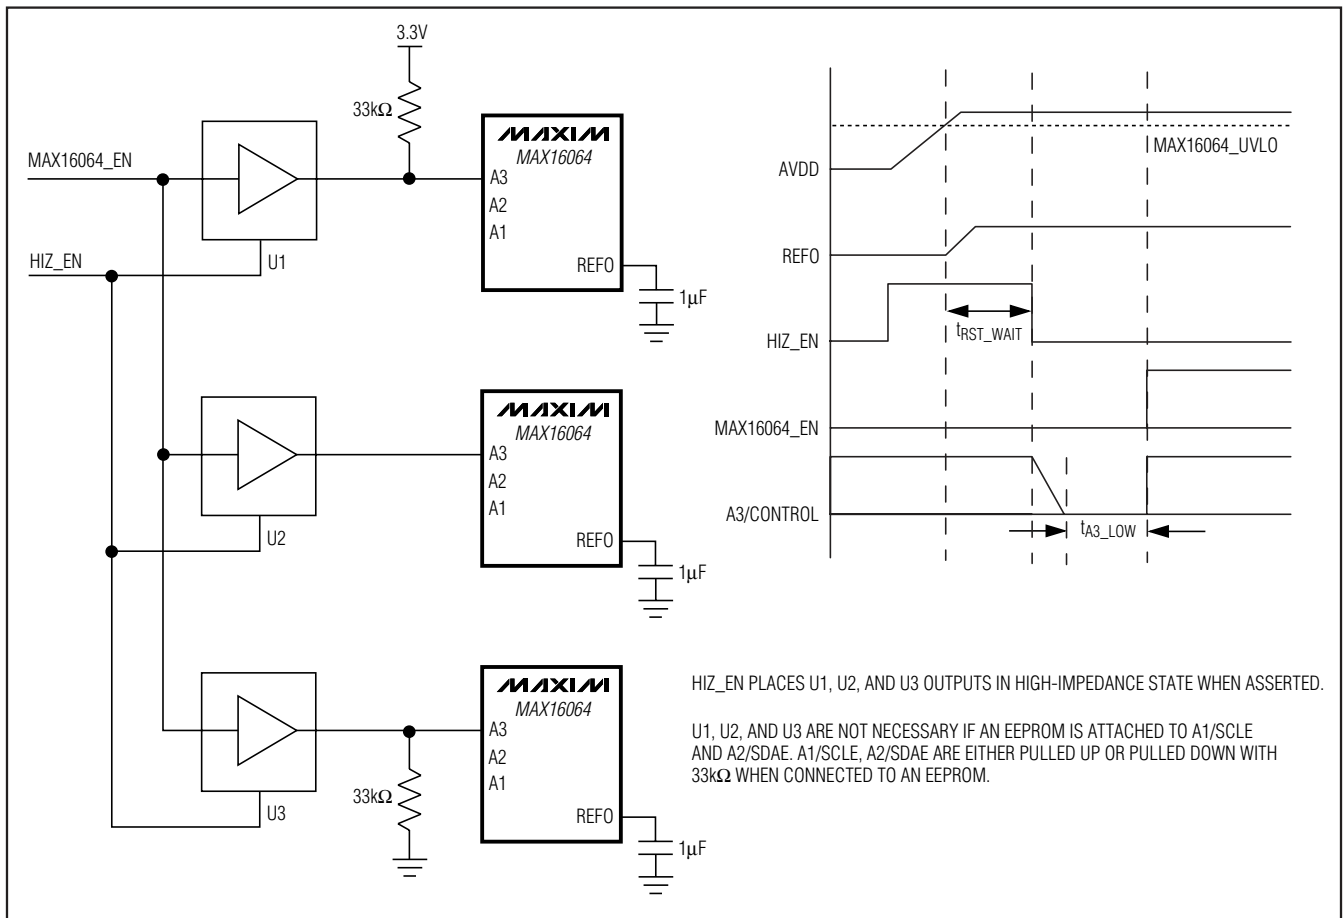 3.3V
33kΩ
MAX16064_EN
HIZ_EN
U1
MAXIM
MAX16064
A3
A2
A1
REFO
1μF
U2
MAXIM
MAX16064
A3
A2
A1
REFO
1μF
U3
33kΩ
MAXIM
MAX16064
A3
A2
A1
REFO
1μF
AVDD
MAX16064_UVLO
REFO
HIZ_EN
tRST_WAIT
MAX16064_EN
A3/CONTROL
tA3_LOW
HIZ_EN PLACES U1, U2, AND U3 OUTPUTS IN HIGH-IMPEDANCE STATE WHEN ASSERTED.
U1, U2, AND U3 ARE NOT NECESSARY IF AN EEPROM IS ATTACHED TO A1/SCLE
AND A2/SDAE. A1/SCLE, A2/SDAE ARE EITHER PULLED UP OR PULLED DOWN WITH
33kΩ WHEN CONNECTED TO AN EEPROM.